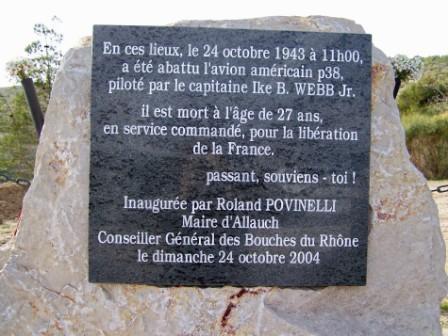 En ces lieux, le 24 octobre 1943 à 11h00,
a été abattu l'avion américain p38,
piloté par le capitaine Ike B. WEBB Jr.
il est mort à l'âge de 27 ans,
en service commandé, pour la libération
de la France.
passant, souviens - toi !
Inaugurée par Roland POVINELLI
Maire d'Allauch
Conseiller Général des Bouches du Rhône
le dimanche 24 octobre 2004